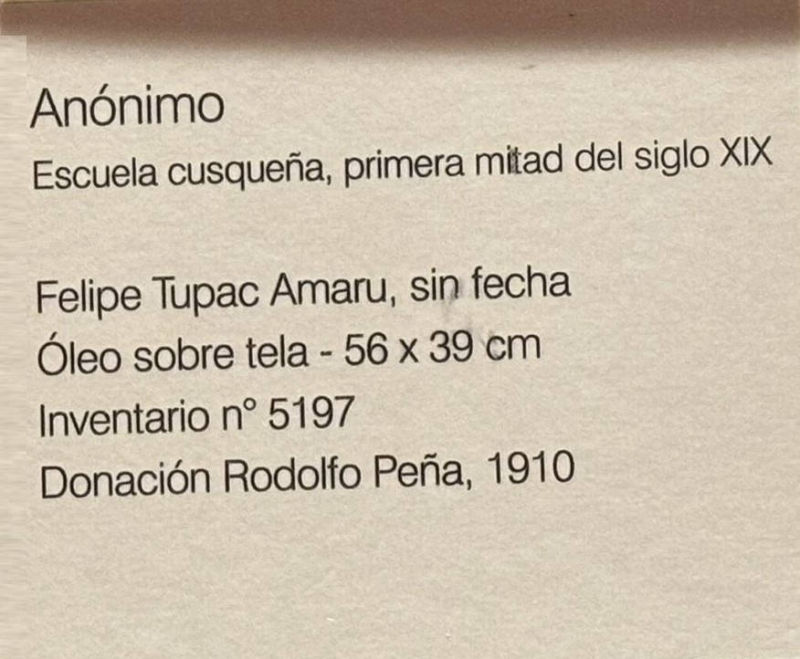 Anónimo
Escuela cusqueña, primera mitad del siglo XIX
Felipe Tupac Amaru, sin fecha
Óleo sobre tela - 56 x 39 cm
Inventario n° 5197
Donación Rodolfo Peña, 1910